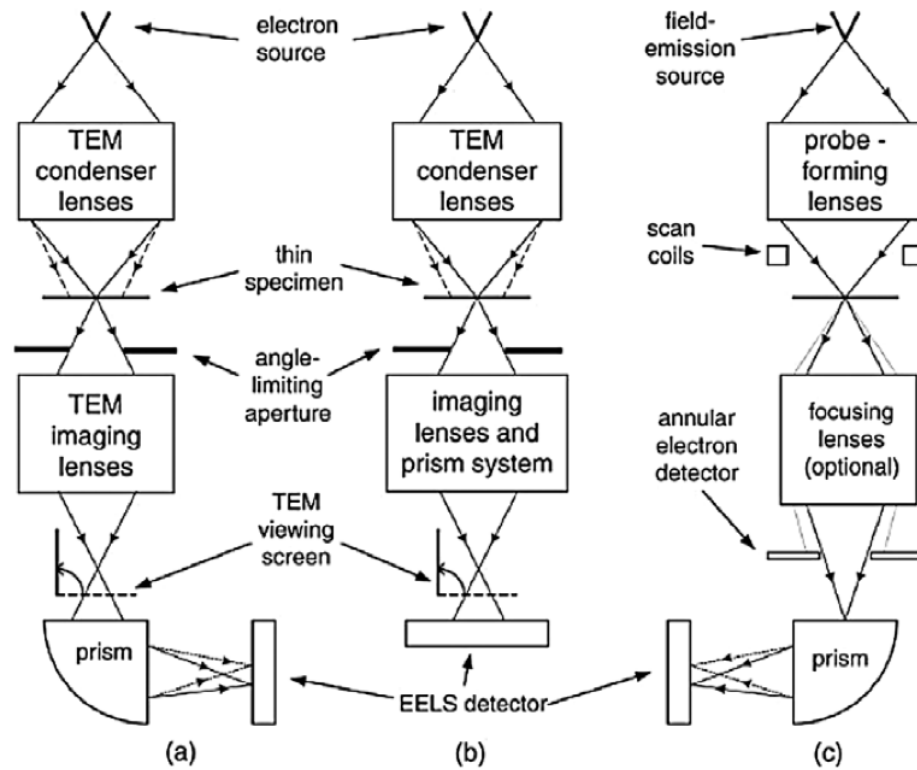 electron
source
field-
emission
source
TEM
condenser
lenses
TEM
condenser
lenses
probe -
forming
lenses
scan
coils
thin
specimen
angle-
limiting
aperture
TEM
imaging
lenses
imaging
lenses and
prism system
focusing
lenses
(optional)
annular
electron
detector
TEM
viewing
screen
prism
prism
EELS detector
(a)
(b)
(c)